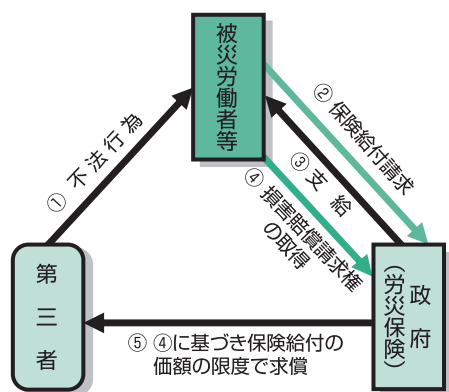 被災労働者等
① 不法行為
② 保険給付請求
③ 支給
④ 損害賠償請求権
の取得
第三者
政府
(労災保険)
⑤ ④に基づき保険給付の
価額の限度で求償